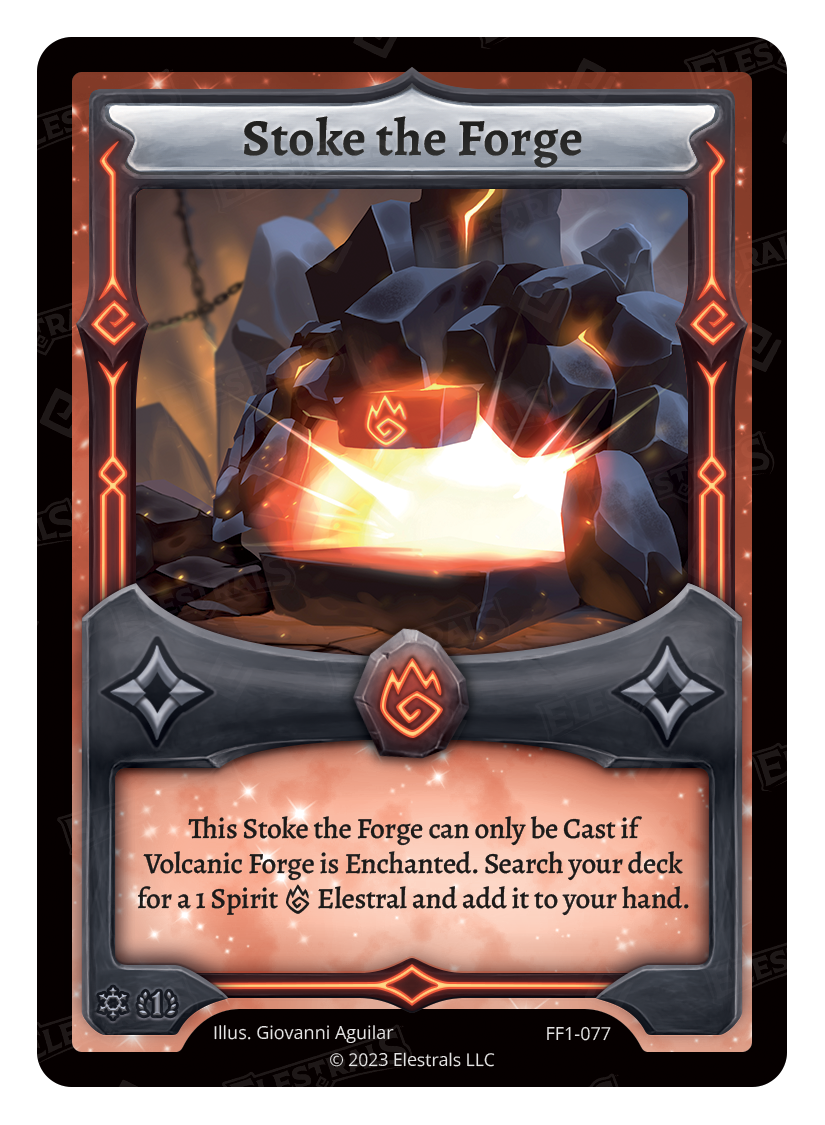 Stoke the Forge
This Stoke the Forge can only be Cast if
Volcanic Forge is Enchanted. Search your deck
for a 1 Spirit Elestral and add it to your hand.
1
Illus. Giovanni Aguilar FF1-077
© 2023 Elestrals LLC